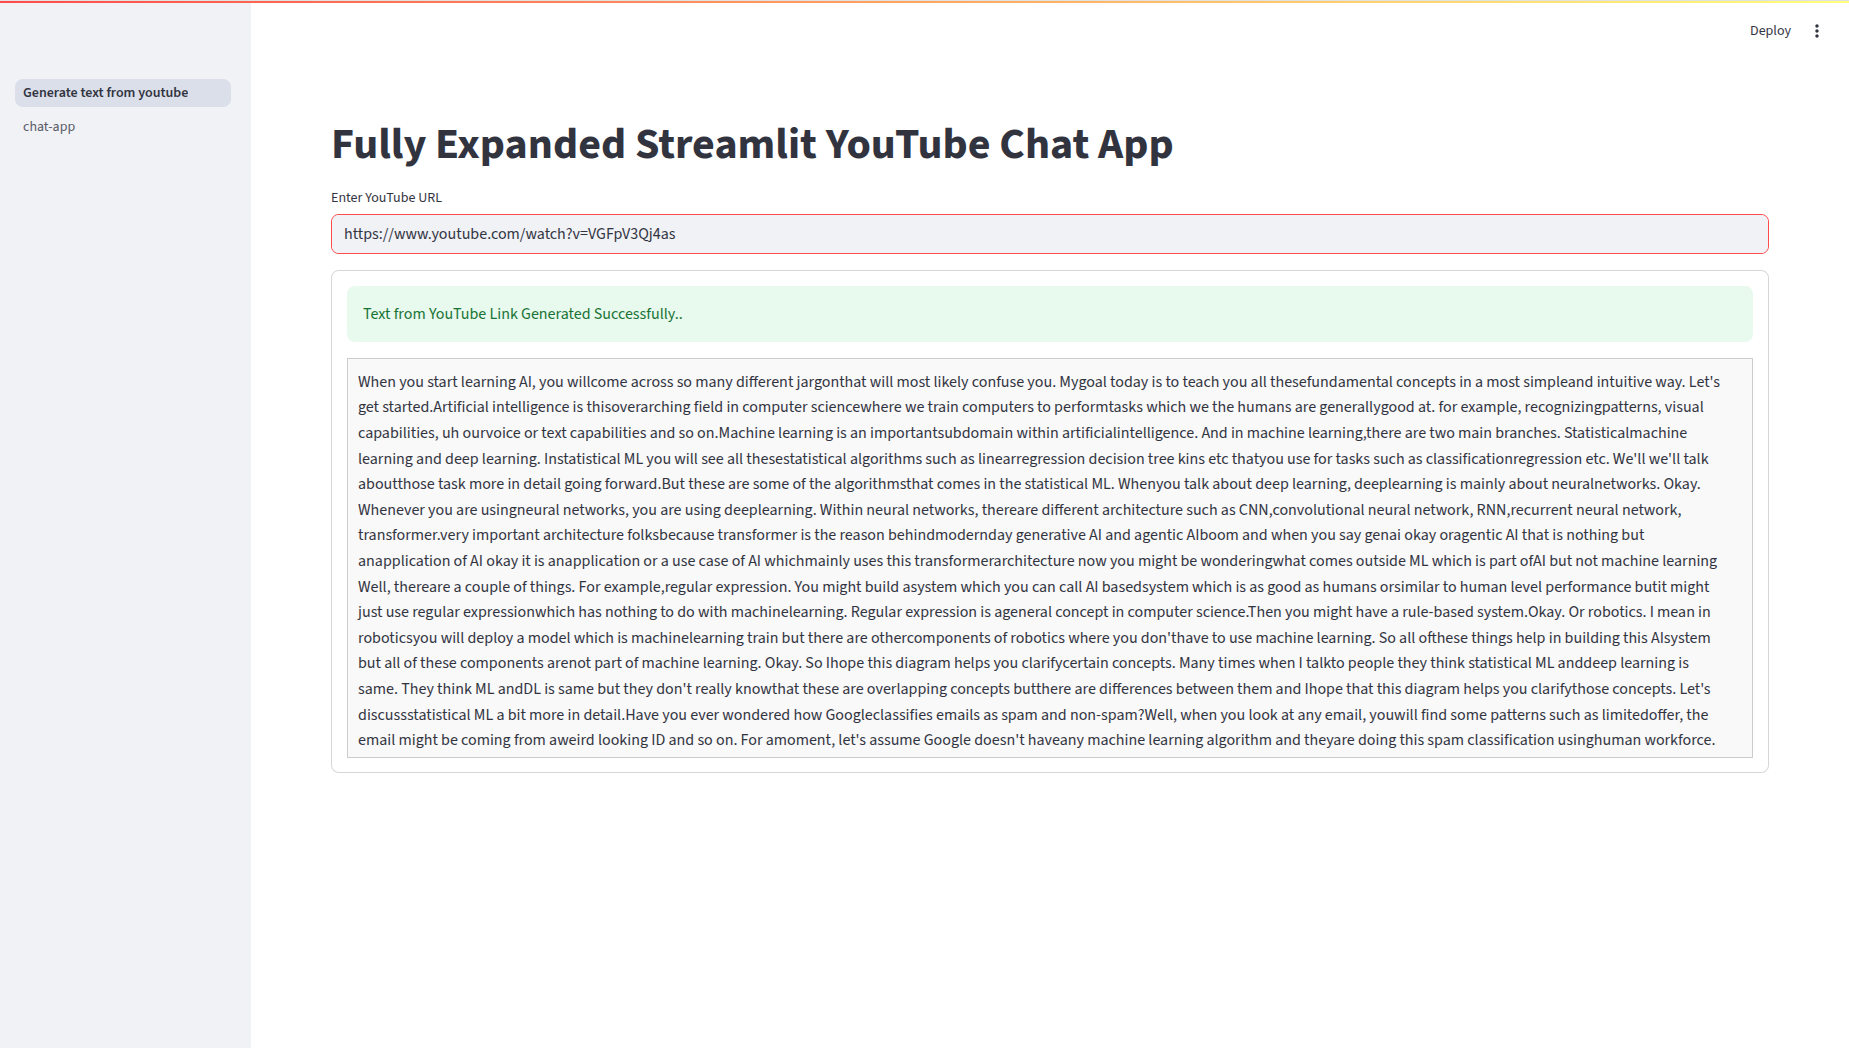 Deploy
Generate text from youtube
chat-app
Fully Expanded Streamlit YouTube Chat App
Enter YouTube URL
https://www.youtube.com/watch?v=VGFpV3Qj4as
Text from YouTube Link Generated Successfully..
When you start learning AI, you willcome across so many different jargonthat will most likely confuse you. Mygoal today is to teach you all thesefundamental concepts in a most simpleand intuitive way. Let's
get started.Artificial intelligence is thisoverarching field in computer sciencewhere we train computers to performtasks which we the humans are generallygood at. for example, recognizingpatterns, visual
capabilities, uh ourvoice or text capabilities and so on.Machine learning is an importantsubdomain within artificialintelligence. And in machine learning,there are two main branches. Statisticalmachine
learning and deep learning. Instatistical ML you will see all thesestatistical algorithms such as linearregression decision tree kins etc thatyou use for tasks such as classificationregression etc. We'll we'll talk
aboutthose task more in detail going forward.But these are some of the algorithmsthat comes in the statistical ML. Whenyou talk about deep learning, deeplearning is mainly about neuralnetworks. Okay.
Whenever you are usingneural networks, you are using deeplearning. Within neural networks, thereare different architecture such as CNN,convolutional neural network, RNN,recurrent neural network,
transformer.very important architecture folksbecause transformer is the reason behindmodernday generative AI and agentic AIboom and when you say genai okay oragentic AI that is nothing but
anapplication of AI okay it is anapplication or a use case of AI whichmainly uses this transformerarchitecture now you might be wonderingwhat comes outside ML which is part ofAI but not machine learning
Well, thereare a couple of things. For example,regular expression. You might build asystem which you can call AI basedsystem which is as good as humans orsimilar to human level performance butit might
just use regular expressionwhich has nothing to do with machinelearning. Regular expression is ageneral concept in computer science.Then you might have a rule-based system.Okay. Or robotics. I mean in
roboticsyou will deploy a model which is machinelearning train but there are othercomponents of robotics where you don'thave to use machine learning. So all ofthese things help in building this AIsystem
but all of these components arenot part of machine learning. Okay. So Ihope this diagram helps you clarifycertain concepts. Many times when I talkto people they think statistical ML anddeep learning is
same. They think ML andDL is same but they don't really knowthat these are overlapping concepts butthere are differences between them and Ihope that this diagram helps you clarifythose concepts. Let's
discussstatistical ML a bit more in detail.Have you ever wondered how Googleclassifies emails as spam and non-spam?Well, when you look at any email, youwill find some patterns such as limitedoffer, the
email might be coming from aweird looking ID and so on. For amoment, let's assume Google doesn't haveany machine learning algorithm and theyare doing this spam classification usinghuman workforce.